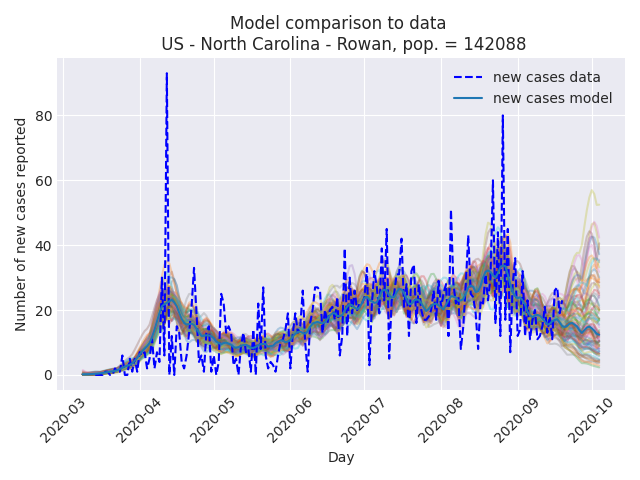 Model comparison to data
US - North Carolina - Rowan, pop. = 142088
new cases data
new cases model
Number of new cases reported
80
60
40
20
0
2020-03
2020-04
2020-05
2020-06
2020-07
2020-08
2020-09
2020-10
Day